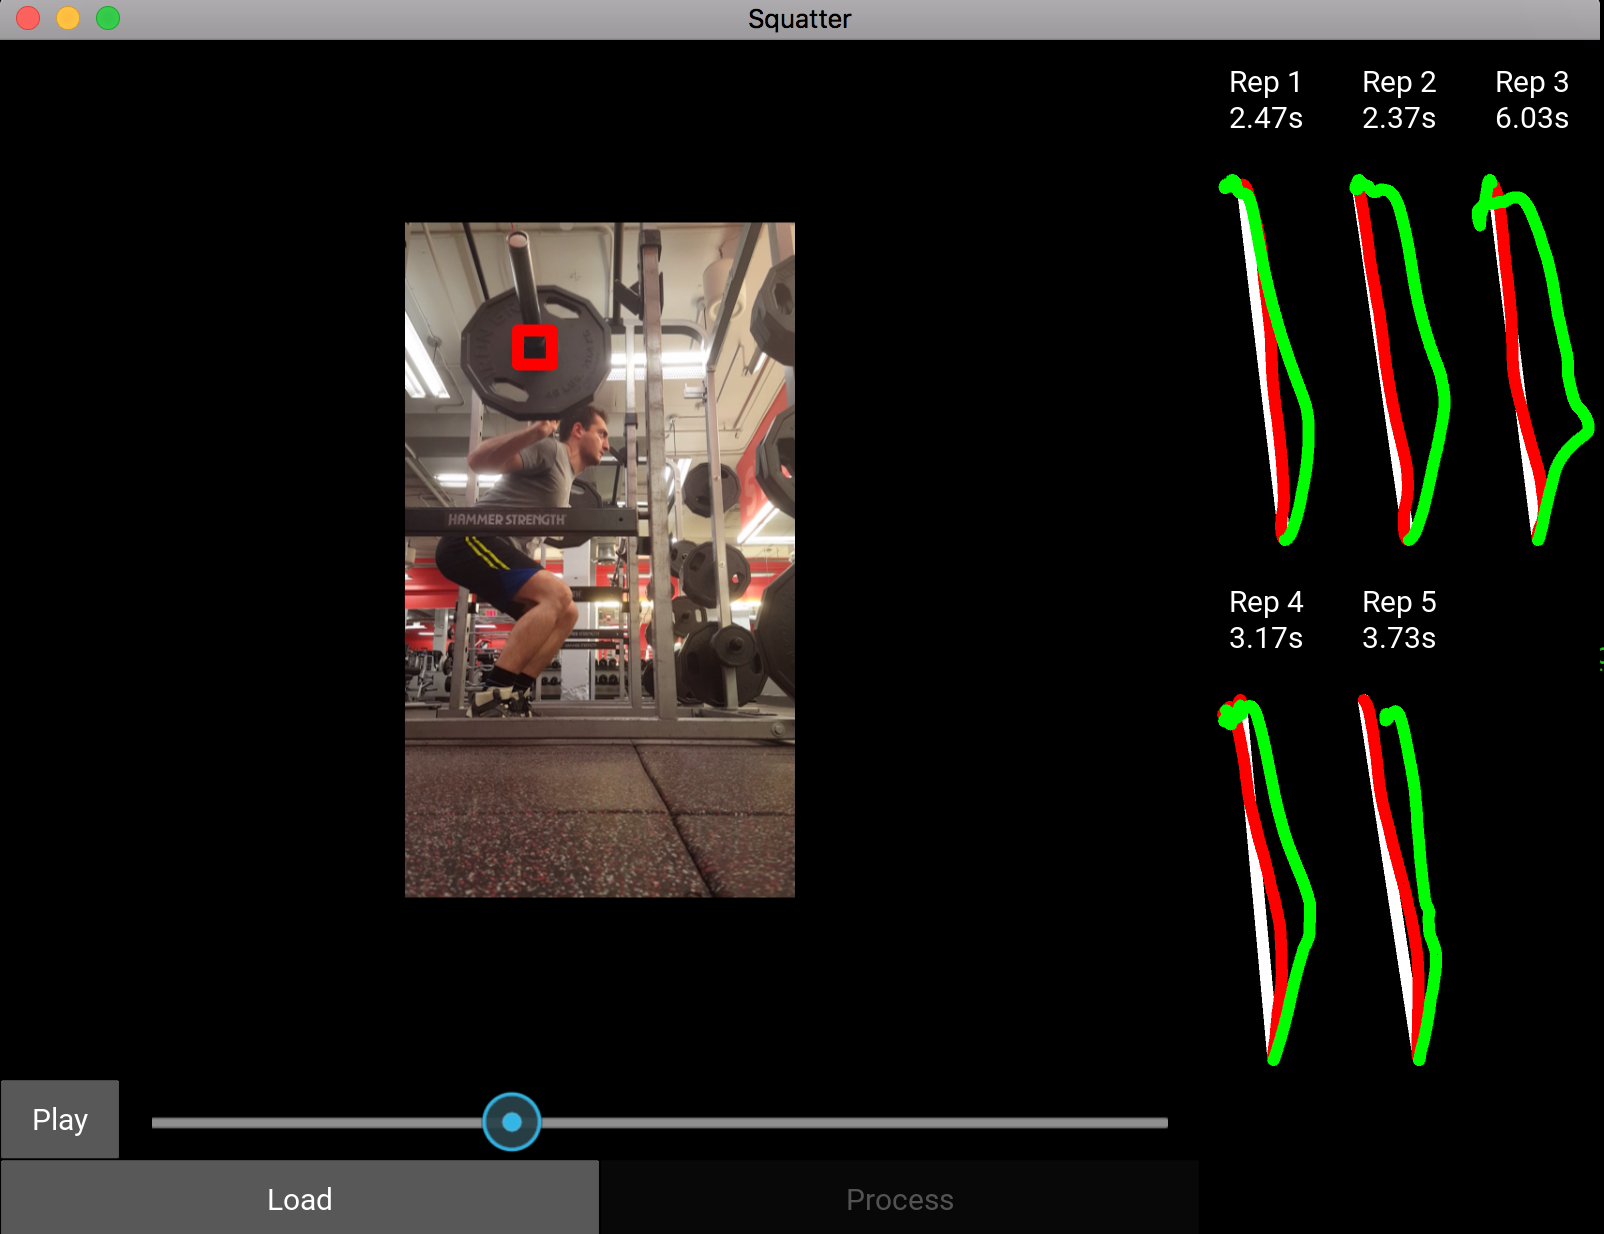 Squatter
Rep 1
2.47s
Rep 2
2.37s
Rep 3
6.03s
HAMMER STRENGTH
Rep 4
3.17s
Rep 5
3.73s
Play
Load
Process